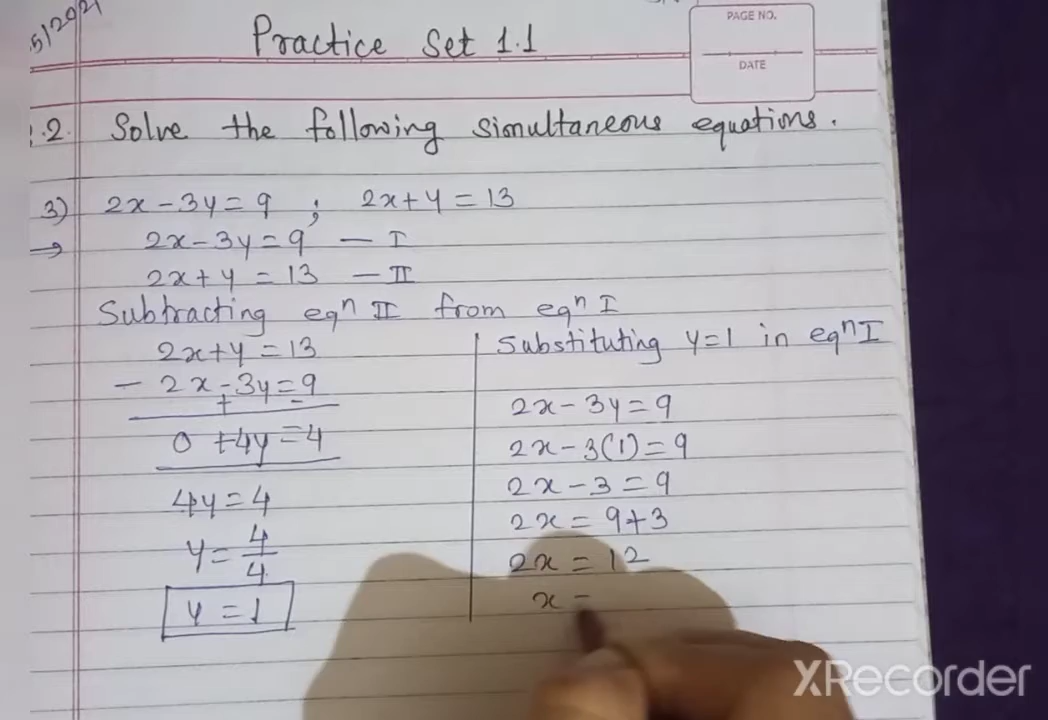 5/2021
Practice Set 1.1
PAGE NO.
DATE
.2. Solve the following simultaneous equations.
3) 2x - 3y = 9 ; 2x + y = 13
→ 2x - 3y = 9 — I
2x + y = 13 — II
Subtracting eqⁿ II from eqⁿ I
2x + y = 13
- 2x - 3y = 9
+ -
0 + 4y = 4
4y = 4
y = 4/4
y = 1
Substituting y = 1 in eqⁿ I
2x - 3y = 9
2x - 3(1) = 9
2x - 3 = 9
2x = 9 + 3
2x = 12
x =
XRecorder